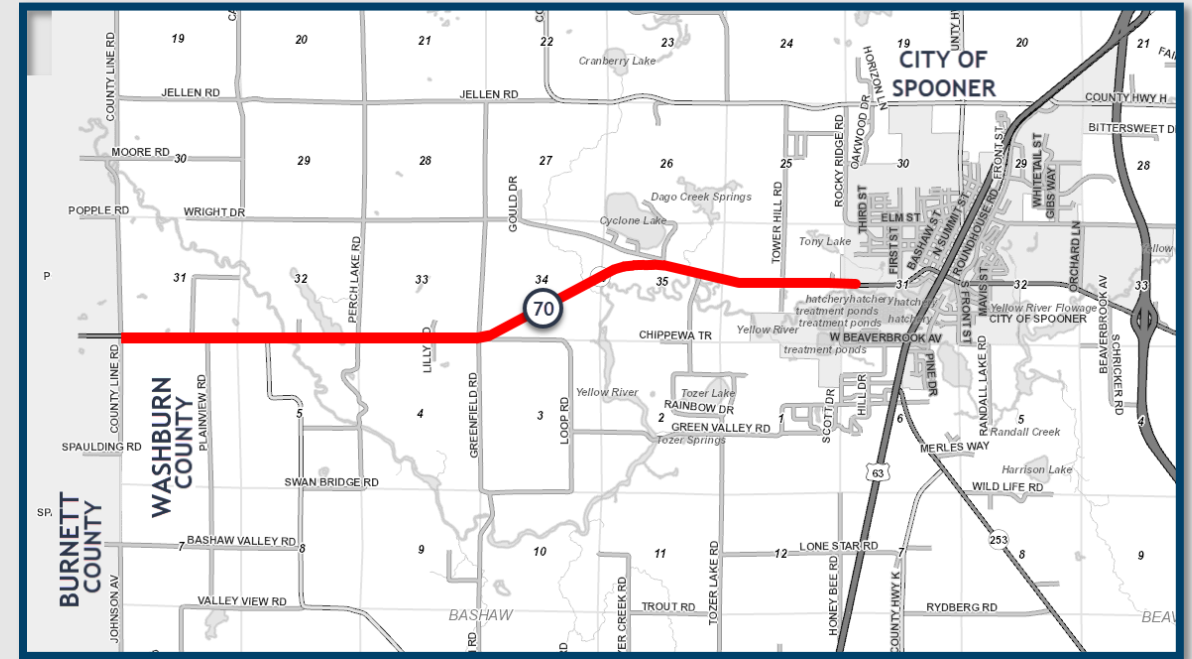 19
20
21
22
23
24
19
20
21
COUNTY LINE RD
Cranberry Lake
HORIZON LN
CITY OF
SPOONER
JELLEN RD
JELLEN RD
COUNTY HWY H
OAKWOOD DR
ROCKY RIDGE RD
FRONT ST
MOORE RD
30
29
28
27
26
25
30
29
28
WHITETAIL ST
GIBS WAY
POPPLE RD
WRIGHT DR
GOULD DR
Dago Creek Springs
Cyclone Lake
TOWER HILL RD
THIRD ST
ELM ST
FIRST ST
BASHAW ST
N SUMMIT ST
ROUNDHOUSE RD
ORCHARD LN
Tony Lake
P
31
32
PERCH LAKE RD
33
34
35
31
S FRONT ST
MAVIS ST
32
33
70
hatchery
hatchery
treatment ponds
treatment ponds
hatchery
Yellow River Flowage
CITY OF SPOONER
CHIPPEWA TR
Yellow River
W BEAVERBROOK AV
treatment ponds
COUNTY LINE RD
WASHBURN
COUNTY
PLAINVIEW RD
GREENFIELD RD
LOOP RD
Yellow River
Tozer Lake
RAINBOW DR
SCOTT DR
HILL DR
PINE DR
RANDALL LAKE RD
BEAVERBROOK AV
SCHRICKER RD
5
4
3
2
1
6
5
4
GREEN VALLEY RD
Tozer Springs
Randall Creek
SPAULDING RD
MERLES WAY
Harrison Lake
63
SWAN BRIDGE RD
WILD LIFE RD
BURNETT
COUNTY
253
7
BASHAW VALLEY RD
8
9
10
11
12
LONE STAR RD
7
8
9
JOHNSON AV
VALLEY VIEW RD
BASHAW
TROUT RD
TOZER LAKE RD
HONEY BEE RD
COUNTY HWY K
RYDBERG RD